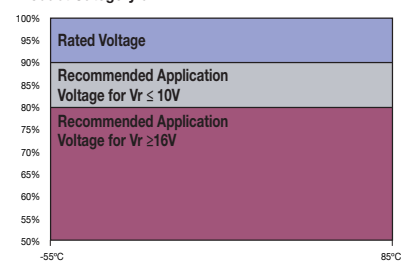 100%
95%
90%
85%
80%
75%
70%
65%
60%
55%
50%
Rated Voltage
Recommended Application
Voltage for Vr ≤ 10V
Recommended Application
Voltage for Vr ≥16V
-55ºC
85ºC